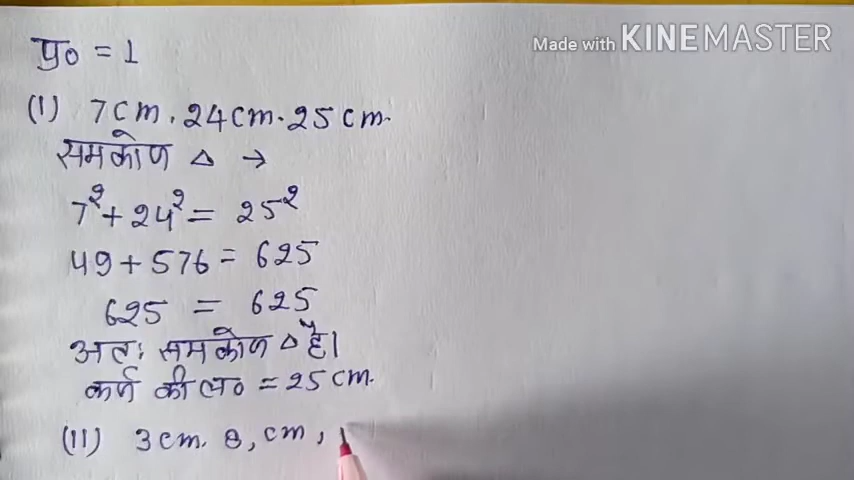 Made with KINEMASTER
प्र० = 1
(I) 7cm. 24cm. 25cm.
समकोण △ →
7² + 24² = 25²
49 + 576 = 625
625 = 625
अतः समकोण △ है।
कर्ण की ल० = 25 cm.
(II) 3cm. 8, cm,